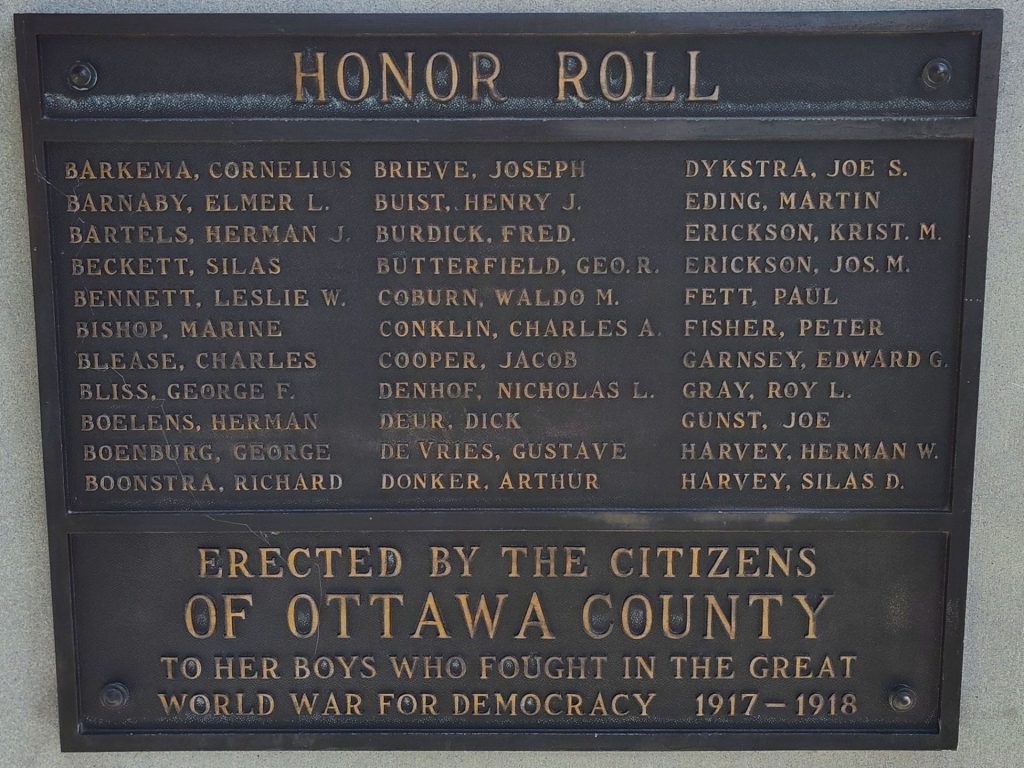 HONOR ROLL
BARKEMA, CORNELIUS
BARNABY, ELMER L.
BARTELS, HERMAN J.
BECKETT, SILAS
BENNETT, LESLIE W.
BISHOP, MARINE
BLEASE, CHARLES
BLISS, GEORGE F.
BOELENS, HERMAN
BOENBURG, GEORGE
BOONSTRA, RICHARD
BRIEVE, JOSEPH
BUIST, HENRY J.
BURDICK, FRED.
BUTTERFIELD, GEO. R.
COBURN, WALDO M.
CONKLIN, CHARLES A.
COOPER, JACOB
DENHOF, NICHOLAS L.
DEUR, DICK
DE VRIES, GUSTAVE
DONKER, ARTHUR
DYKSTRA, JOE S.
EDING, MARTIN
ERICKSON, KRIST. M.
ERICKSON, JOS. M.
FETT, PAUL
FISHER, PETER
GARNSEY, EDWARD G.
GRAY, ROY L.
GUNST, JOE
HARVEY, HERMAN W.
HARVEY, SILAS D.
ERECTED BY THE CITIZENS
OF OTTAWA COUNTY
TO HER BOYS WHO FOUGHT IN THE GREAT
WORLD WAR FOR DEMOCRACY 1917 – 1918